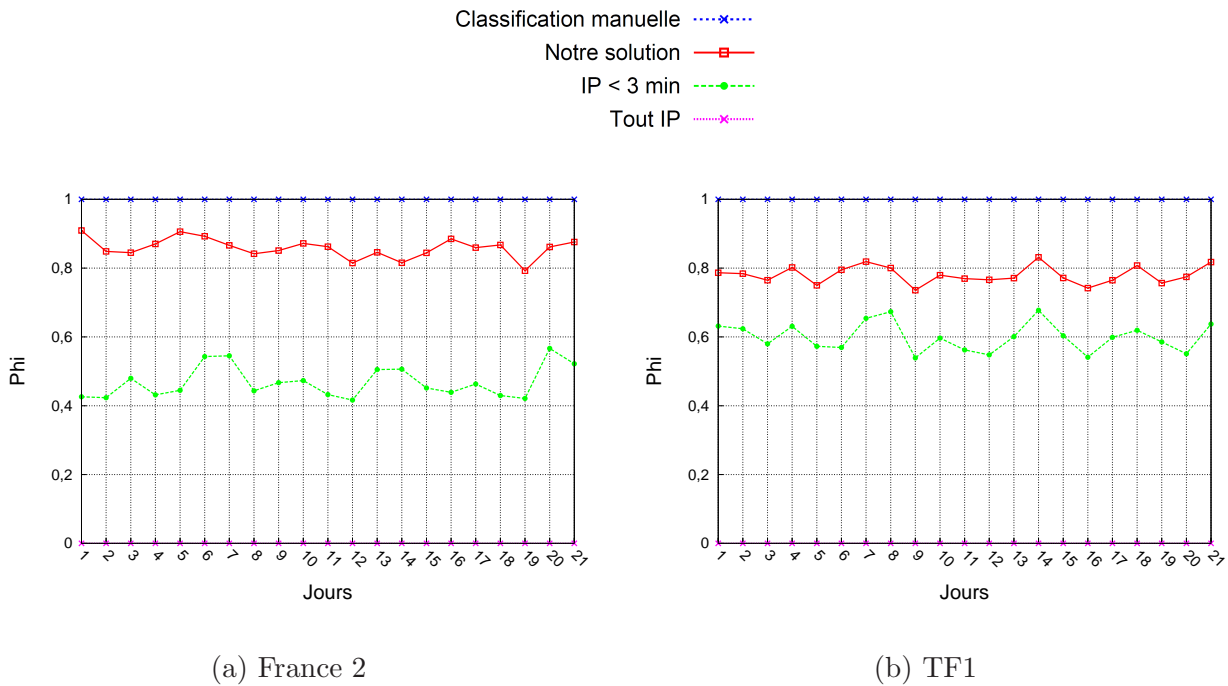 Classification manuelle
Notre solution
IP < 3 min
Tout IP
1
0,8
0,6
0,4
0,2
0
Phi
1 2 3 4 5 6 7 8 9 10 11 12 13 14 15 16 17 18 19 20 21
Jours
(a) France 2
1
0,8
0,6
0,4
0,2
0
Phi
1 2 3 4 5 6 7 8 9 10 11 12 13 14 15 16 17 18 19 20 21
Jours
(b) TF1